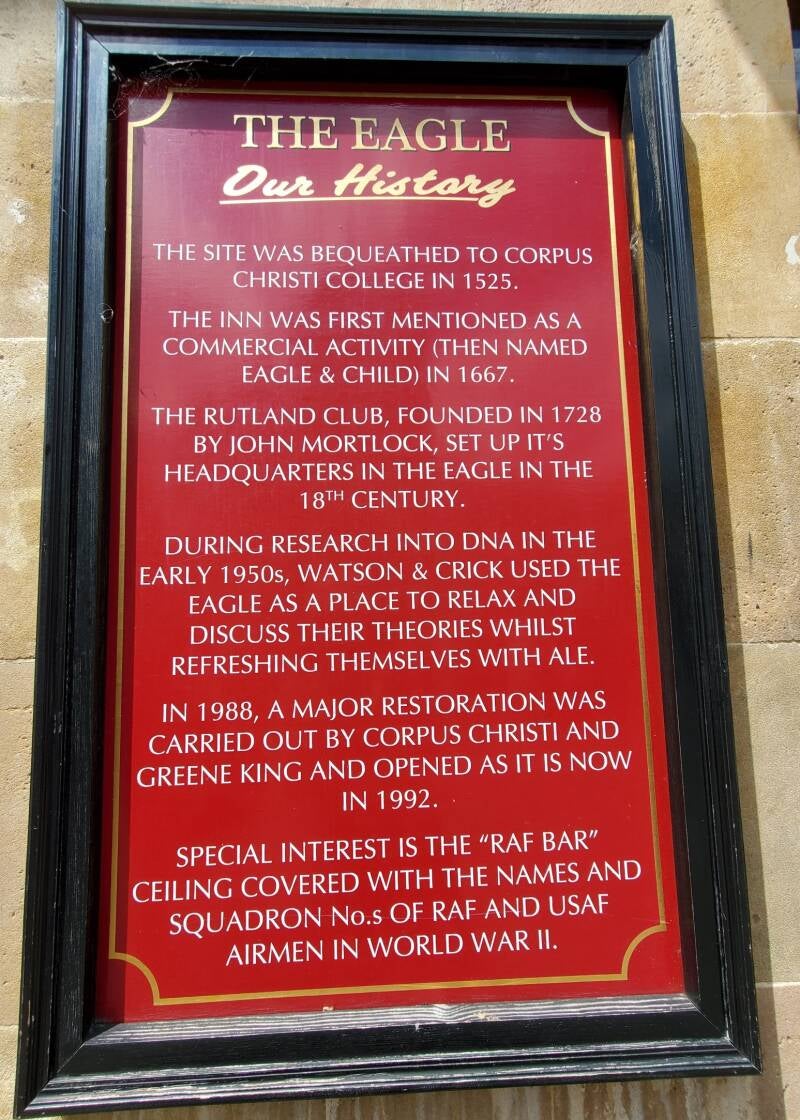 THE EAGLE
Our History
THE SITE WAS BEQUEATHED TO CORPUS
CHRISTI COLLEGE IN 1525.
THE INN WAS FIRST MENTIONED AS A
COMMERCIAL ACTIVITY (THEN NAMED
EAGLE & CHILD) IN 1667.
THE RUTLAND CLUB, FOUNDED IN 1728
BY JOHN MORTLOCK, SET UP IT'S
HEADQUARTERS IN THE EAGLE IN THE
18TH CENTURY.
DURING RESEARCH INTO DNA IN THE
EARLY 1950s, WATSON & CRICK USED THE
EAGLE AS A PLACE TO RELAX AND
DISCUSS THEIR THEORIES WHILST
REFRESHING THEMSELVES WITH ALE.
IN 1988, A MAJOR RESTORATION WAS
CARRIED OUT BY CORPUS CHRISTI AND
GREENE KING AND OPENED AS IT IS NOW
IN 1992.
SPECIAL INTEREST IS THE “RAF BAR”
CEILING COVERED WITH THE NAMES AND
SQUADRON No.s OF RAF AND USAF
AIRMEN IN WORLD WAR II.